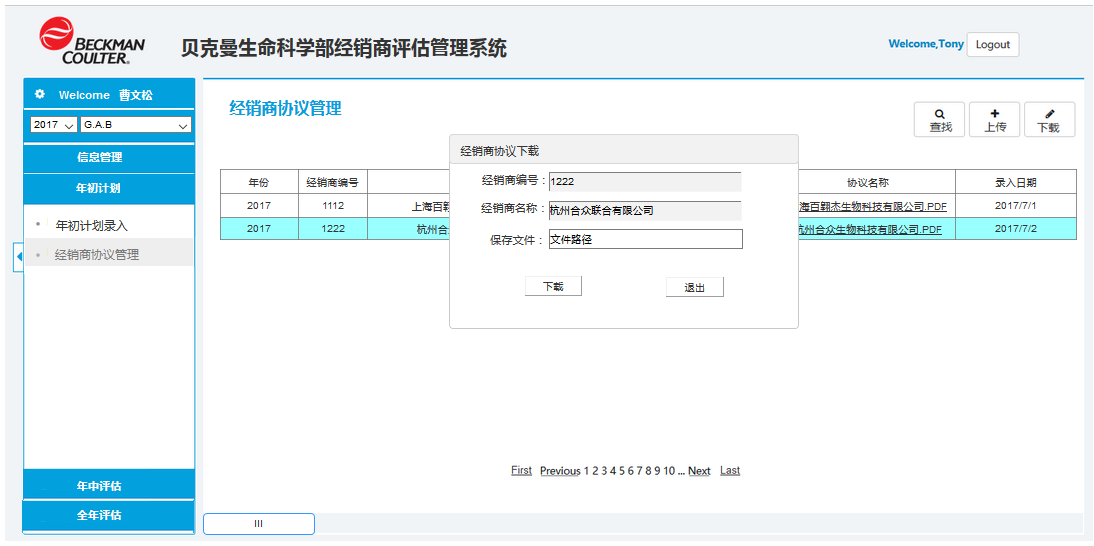 BECKMAN
COULTER.
贝克曼生命科学部经销商评估管理系统
Welcome,Tony
Logout
Welcome 曹文松
2017
G.A.B
信息管理
年初计划
年初计划录入
经销商协议管理
年中评估
全年评估
经销商协议管理
查找
上传
下载
年份 经销商编号 协议名称 录入日期
2017 1112 上海百翱 海百翱杰生物科技有限公司.PDF 2017/7/1
2017 1222 杭州合 杭州合众生物科技有限公司.PDF 2017/7/2
经销商协议下载
经销商编号：1222
经销商名称：杭州合众联合有限公司
保存文件：文件路径
下载
退出
First Previous 1 2 3 4 5 6 7 8 9 10 ... Next Last
III